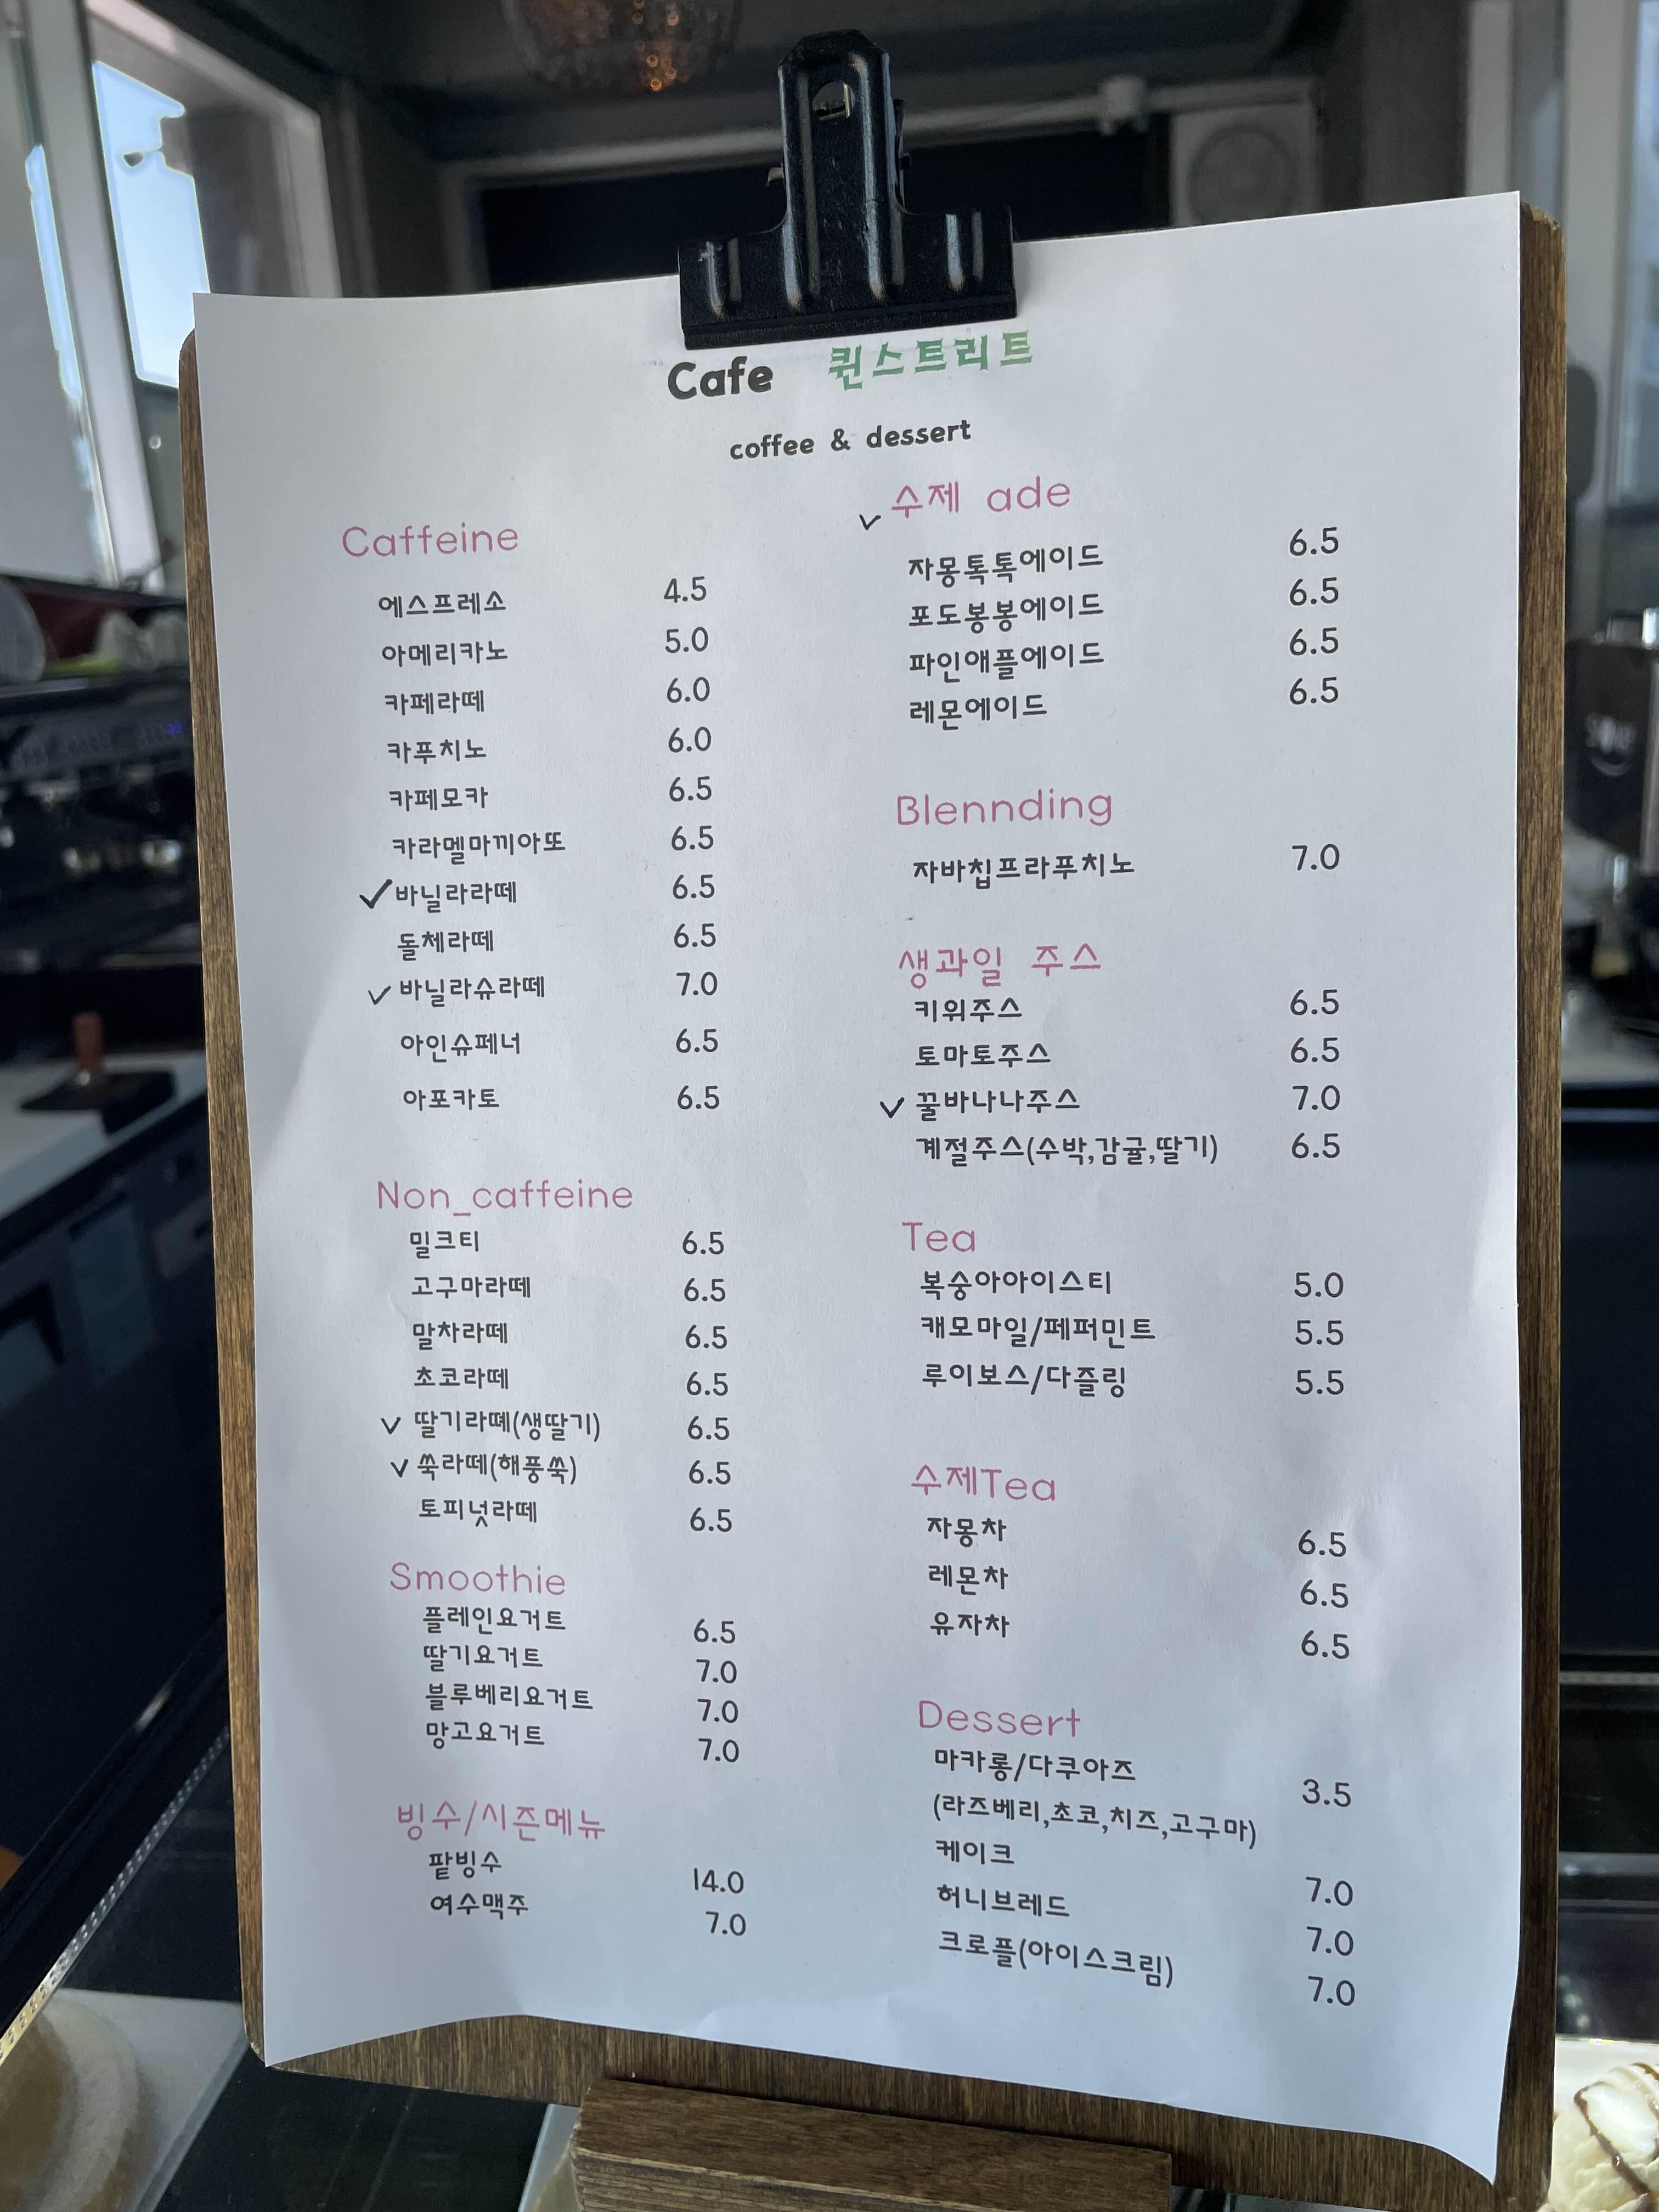 Cafe 퀸스트리트
coffee & dessert
Caffeine
에스프레소 4.5
아메리카노 5.0
카페라떼 6.0
카푸치노 6.0
카페모카 6.5
카라멜마끼아또 6.5
✓바닐라라떼 6.5
돌체라떼 6.5
✓바닐라슈라떼 7.0
아인슈페너 6.5
아포카토 6.5
Non_caffeine
밀크티 6.5
고구마라떼 6.5
말차라떼 6.5
초코라떼 6.5
✓딸기라떼(생딸기) 6.5
✓쑥라떼(해풍쑥) 6.5
토피넛라떼 6.5
Smoothie
플레인요거트 6.5
딸기요거트 7.0
블루베리요거트 7.0
망고요거트 7.0
빙수/시즌메뉴
팥빙수 14.0
여수맥주 7.0
✓수제 ade
자몽톡톡에이드 6.5
포도봉봉에이드 6.5
파인애플에이드 6.5
레몬에이드 6.5
Blennding
자바칩프라푸치노 7.0
생과일 주스
키위주스 6.5
토마토주스 6.5
✓꿀바나나주스 7.0
계절주스(수박,감귤,딸기) 6.5
Tea
복숭아아이스티 5.0
캐모마일/페퍼민트 5.5
루이보스/다즐링 5.5
수제Tea
자몽차 6.5
레몬차 6.5
유자차 6.5
Dessert
마카롱/다쿠아즈 3.5
(라즈베리,초코,치즈,고구마)
케이크 7.0
허니브레드 7.0
크로플(아이스크림) 7.0